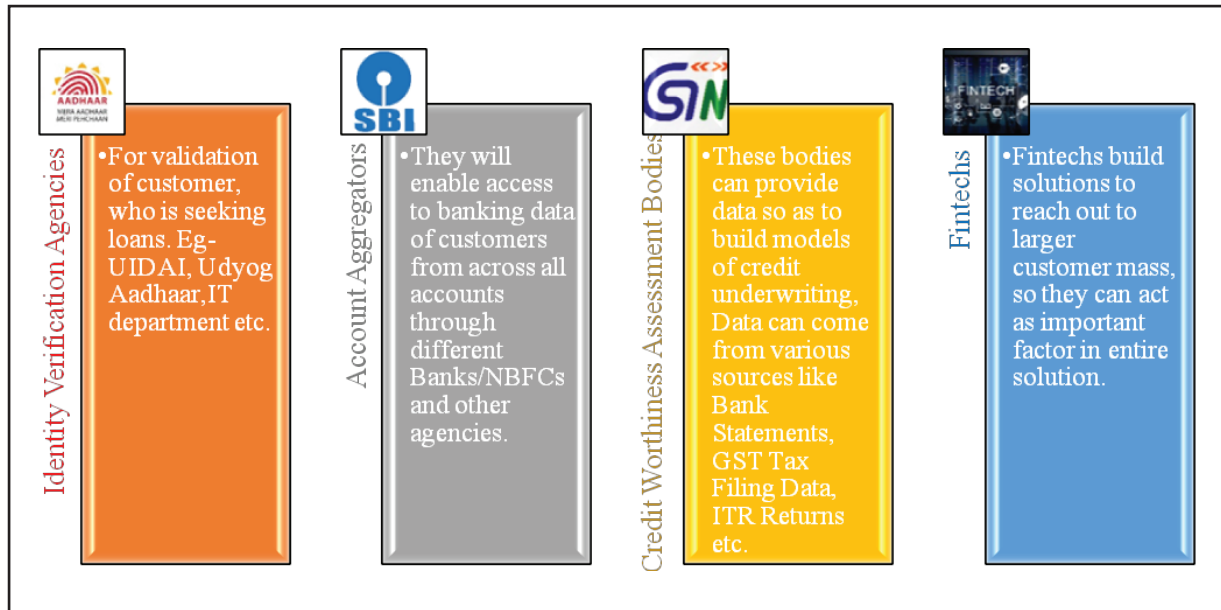 AADHAAR
MERA AADHAAR
MERI PEHCHAAN
Identity Verification Agencies
•For validation
of customer,
who is seeking
loans. Eg-
UIDAI, Udyog
Aadhaar,IT
department etc.
SBI
Account Aggregators
•They will
enable access
to banking data
of customers
from across all
accounts
through
different
Banks/NBFCs
and other
agencies.
GSTN
Credit Worthiness Assessment Bodies
•These bodies
can provide
data so as to
build models
of credit
underwriting,
Data can come
from various
sources like
Bank
Statements,
GST Tax
Filing Data,
ITR Returns
etc.
FINTECH
Fintechs
•Fintechs build
solutions to
reach out to
larger
customer mass,
so they can act
as important
factor in entire
solution.